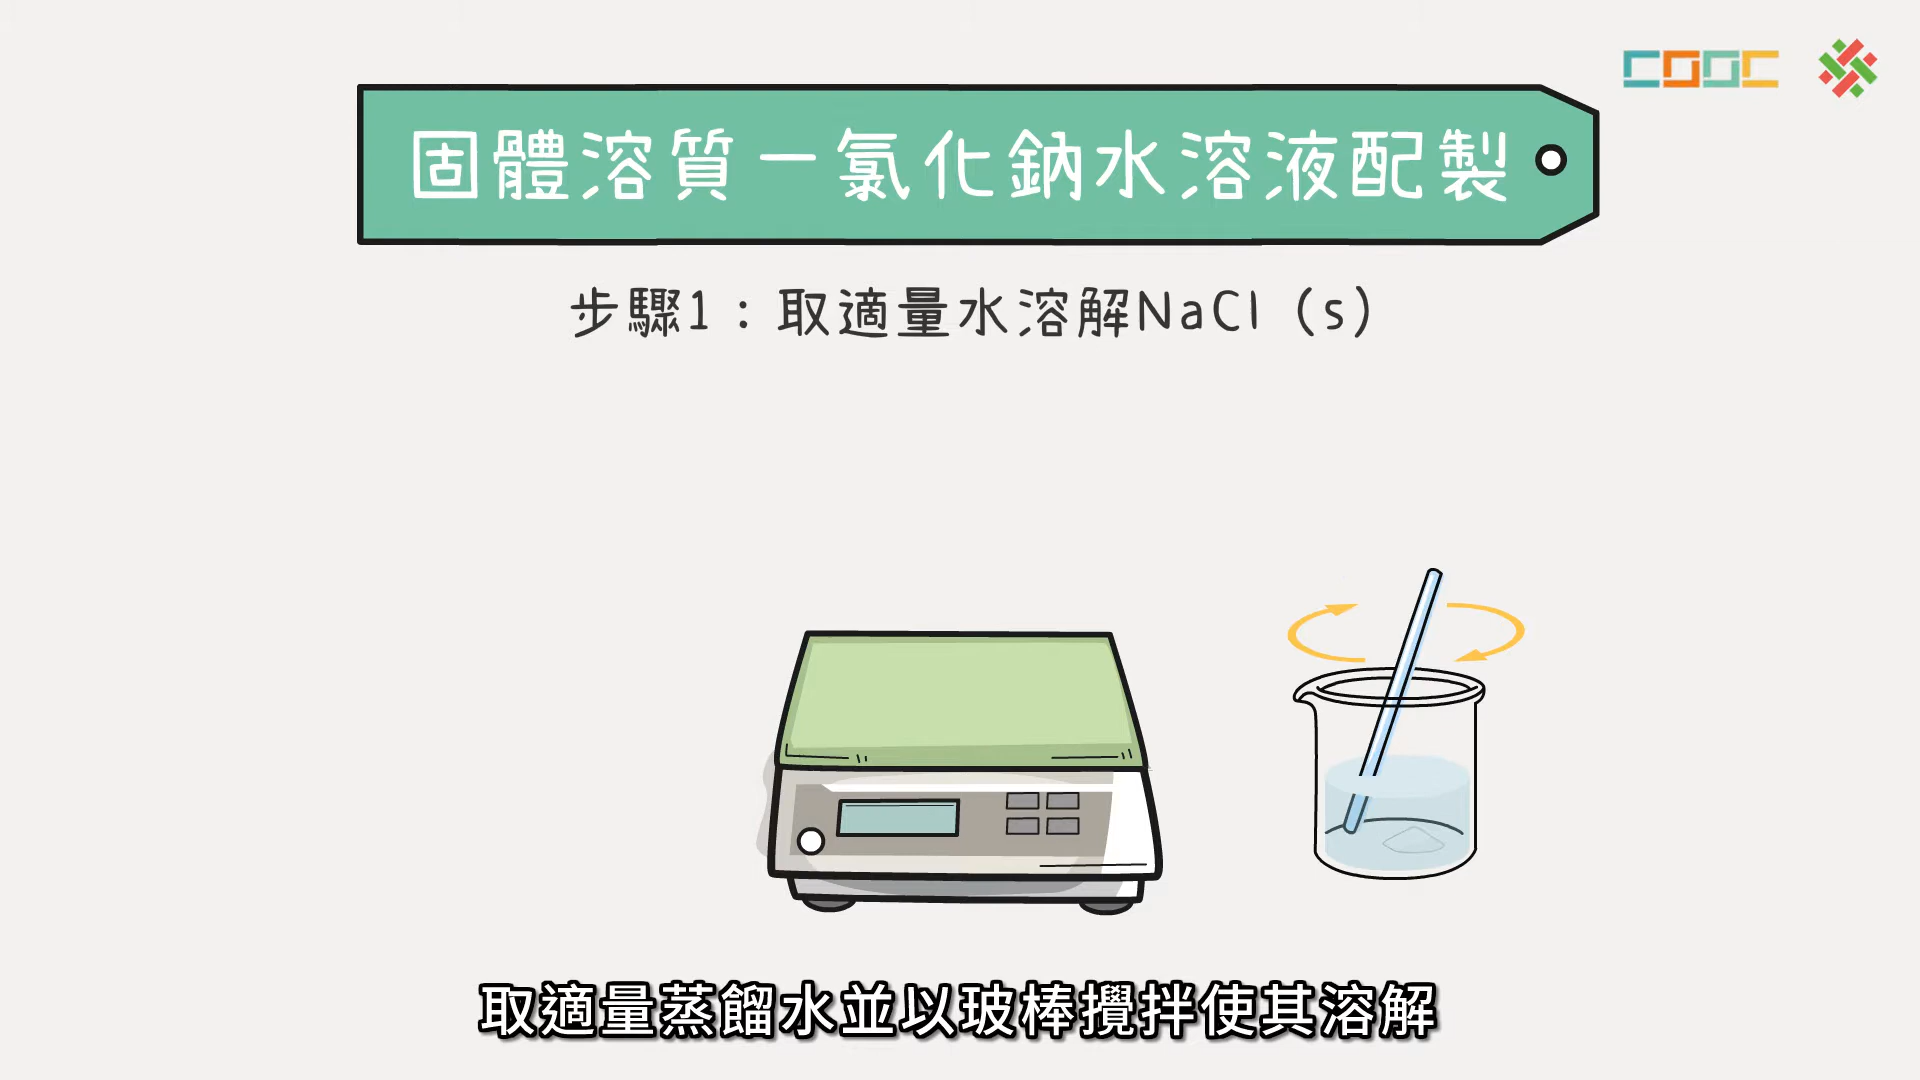 COOC
固體溶質－氯化鈉水溶液配製
步驟1：取適量水溶解NaCl（s）
取適量蒸餾水並以玻棒攪拌使其溶解